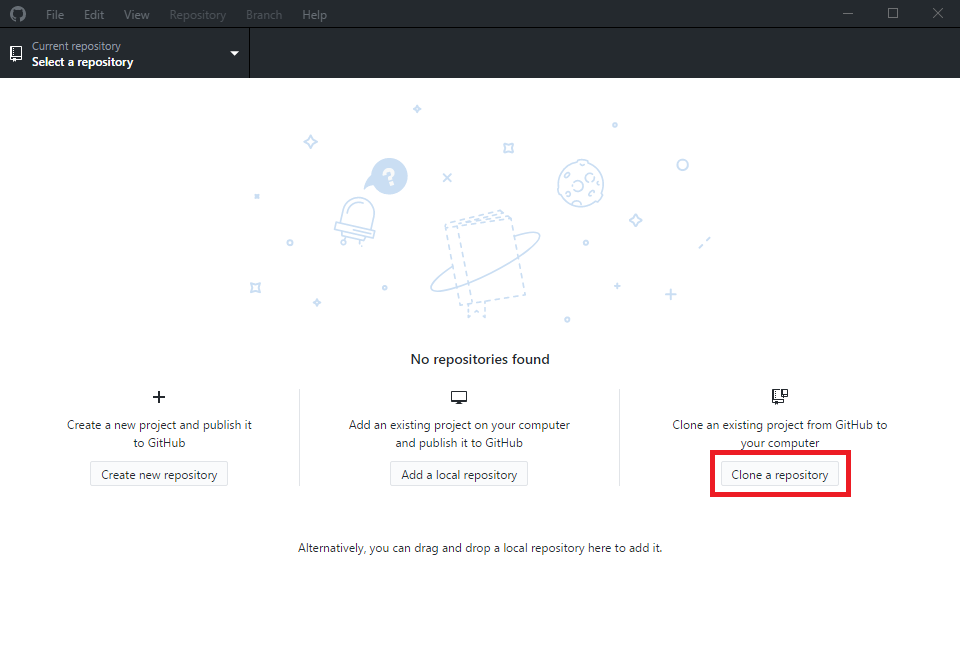 File Edit View Repository Branch Help
Current repository
Select a repository
?
No repositories found
Create a new project and publish it
to GitHub
Create new repository
Add an existing project on your computer
and publish it to GitHub
Add a local repository
Clone an existing project from GitHub to
your computer
Clone a repository
Alternatively, you can drag and drop a local repository here to add it.